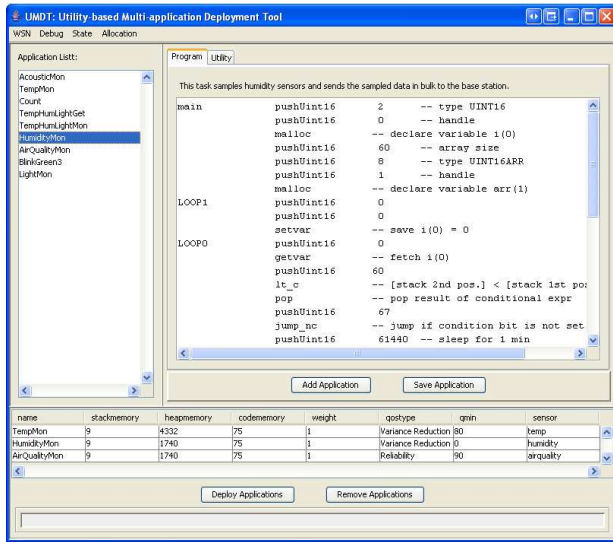 UMDT: Utility-based Multi-application Deployment Tool
WSN Debug State Allocation
Application Listt:
AcousticMon
TempMon
Count
TempHumLightGet
TempHumLightMon
HumidityMon
AirQualityMon
BlinkGreen3
LightMon
Program Utility
This task samples humidity sensors and sends the sampled data in bulk to the base station.
main pushUint16 2 -- type UINT16
pushUint16 0 -- handle
malloc -- declare variable i(0)
pushUint16 60 -- array size
pushUint16 8 -- type UINT16ARR
pushUint16 1 -- handle
malloc -- declare variable arr(1)
LOOP1 pushUint16 0
pushUint16 0
setvar -- save i(0) = 0
LOOP0 pushUint16 0
getvar -- fetch i(0)
pushUint16 60
lt_c -- [stack 2nd pos.] < [stack 1st pos
pop -- pop result of conditional expr
pushUint16 67
jump_nc -- jump if condition bit is not set
pushUint16 61440 -- sleep for 1 min
Add Application Save Application
name stackmemory heapmemory codememory weight qostype qmin sensor
TempMon 9 4332 75 1 Variance Reduction 80 temp
HumidityMon 9 1740 75 1 Variance Reduction 0 humidity
AirQualityMon 9 1740 75 1 Reliability 90 airquality
Deploy Applications Remove Applications